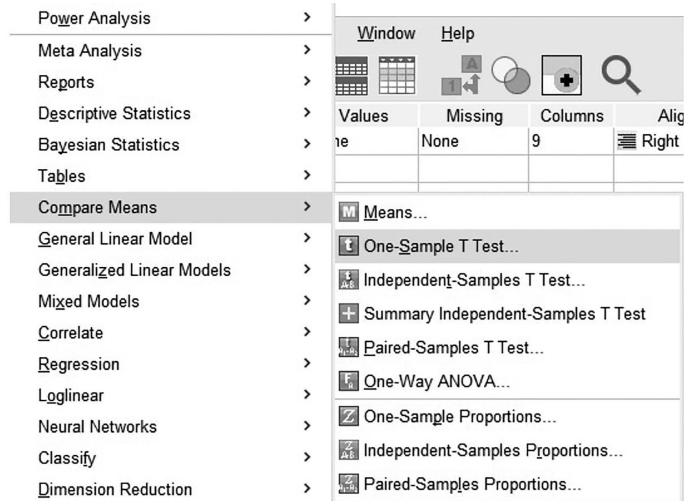 Power Analysis
Meta Analysis
Reports
Descriptive Statistics
Bayesian Statistics
Tables
Compare Means
General Linear Model
Generalized Linear Models
Mixed Models
Correlate
Regression
Loglinear
Neural Networks
Classify
Dimension Reduction
Window Help
A
1
Values Missing Columns Alig
ne None 9 Right
M Means...
t One-Sample T Test...
Independent-Samples T Test...
Summary Independent-Samples T Test
Paired-Samples T Test...
One-Way ANOVA...
Z One-Sample Proportions...
Independent-Samples Proportions...
Paired-Samples Proportions...